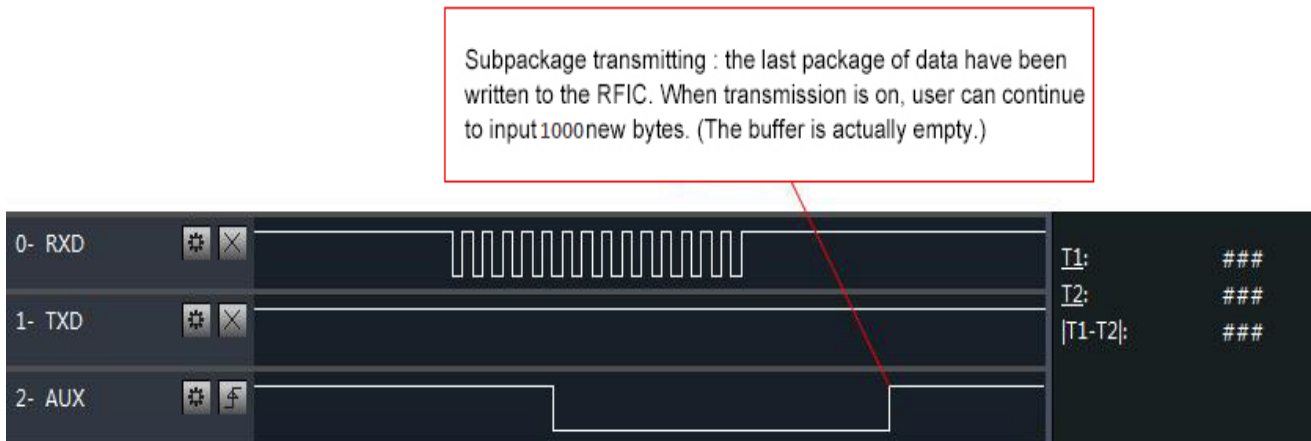 Subpackage transmitting : the last package of data have been
written to the RFIC. When transmission is on, user can continue
to input 1000 new bytes. (The buffer is actually empty.)
0- RXD
1- TXD
2- AUX
T1: ###
T2: ###
|T1-T2|: ###